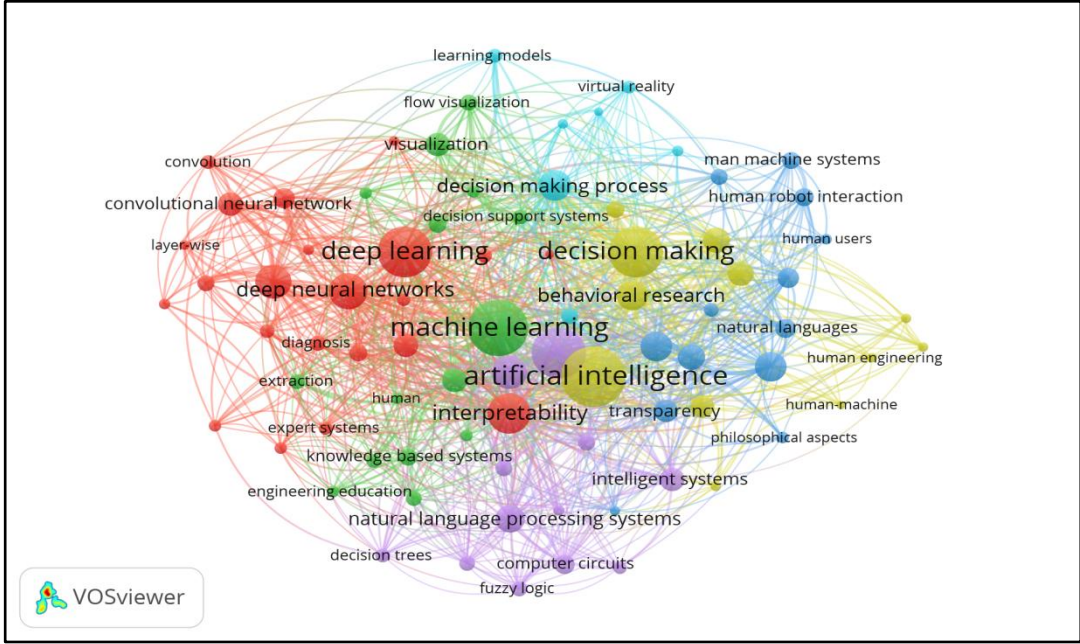 learning models
virtual reality
flow visualization
visualization
convolution
man machine systems
decision making process
human robot interaction
convolutional neural network
decision support systems
human users
layer-wise
deep learning
decision making
deep neural networks
behavioral research
machine learning
natural languages
diagnosis
human engineering
artificial intelligence
extraction
human
human-machine
interpretability
transparency
expert systems
philosophical aspects
knowledge based systems
intelligent systems
engineering education
natural language processing systems
decision trees
computer circuits
fuzzy logic
VOSviewer